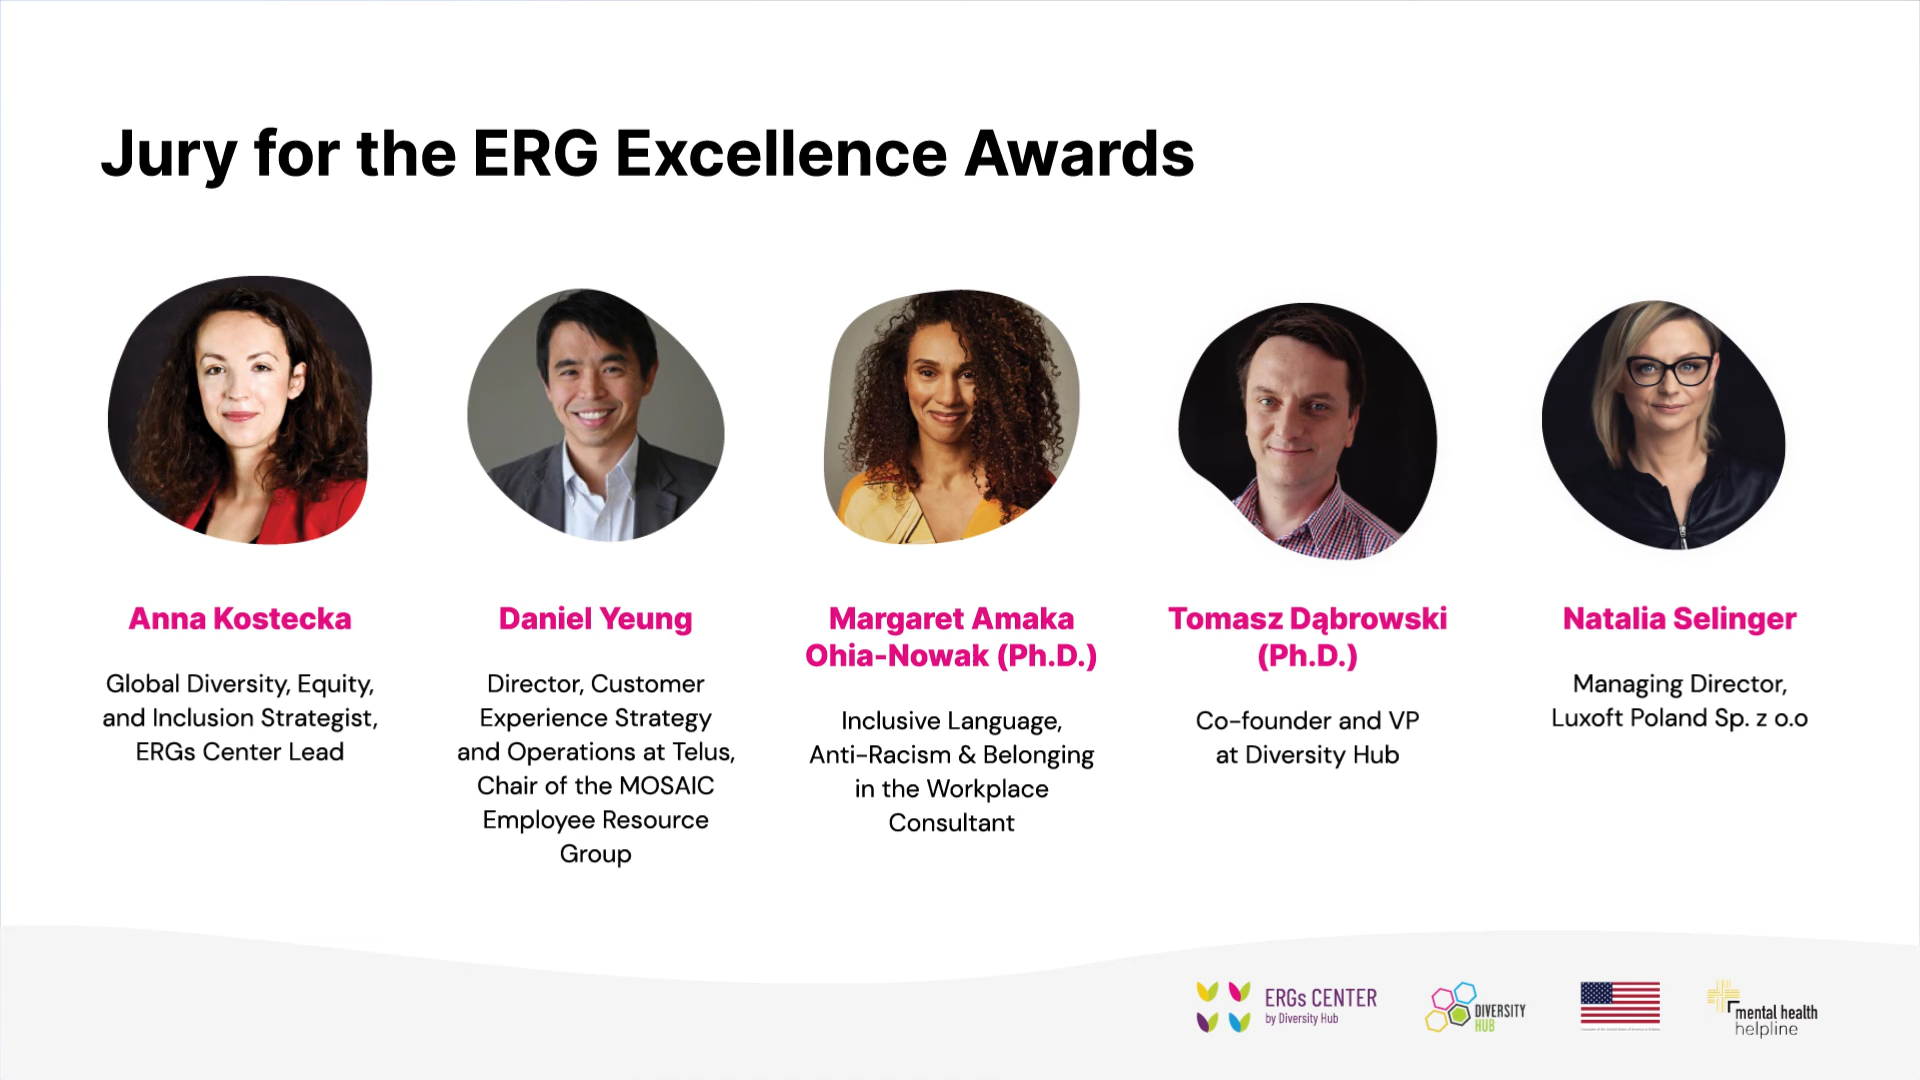 Jury for the ERG Excellence Awards
Anna Kostecka
Global Diversity, Equity,
and Inclusion Strategist,
ERGs Center Lead
Daniel Yeung
Director, Customer
Experience Strategy
and Operations at Telus,
Chair of the MOSAIC
Employee Resource
Group
Margaret Amaka
Ohia-Nowak (Ph.D.)
Inclusive Language,
Anti-Racism & Belonging
in the Workplace
Consultant
Tomasz Dąbrowski
(Ph.D.)
Co-founder and VP
at Diversity Hub
Natalia Selinger
Managing Director,
Luxoft Poland Sp. z o.o
ERGs CENTER
by Diversity Hub
DIVERSITY
HUB
mental health
helpline